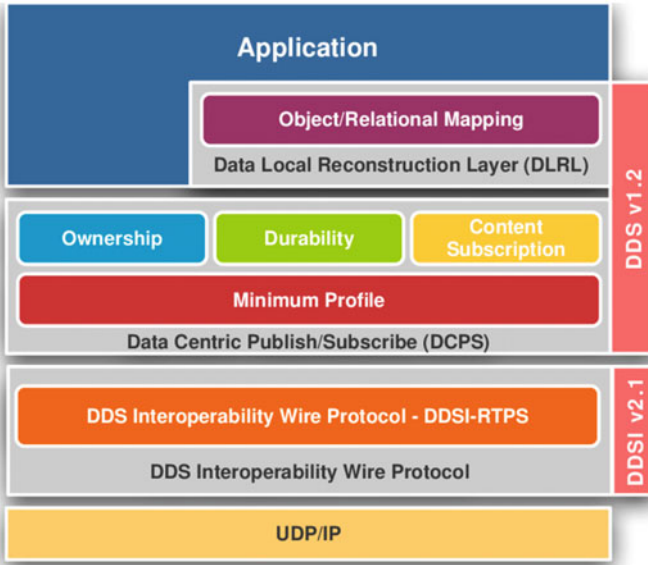 Application
Object/Relational Mapping
Data Local Reconstruction Layer (DLRL)
DDS v1.2
Ownership
Durability
Content
Subscription
Minimum Profile
Data Centric Publish/Subscribe (DCPS)
DDS Interoperability Wire Protocol - DDSI-RTPS
DDS Interoperability Wire Protocol
DDSI v2.1
UDP/IP